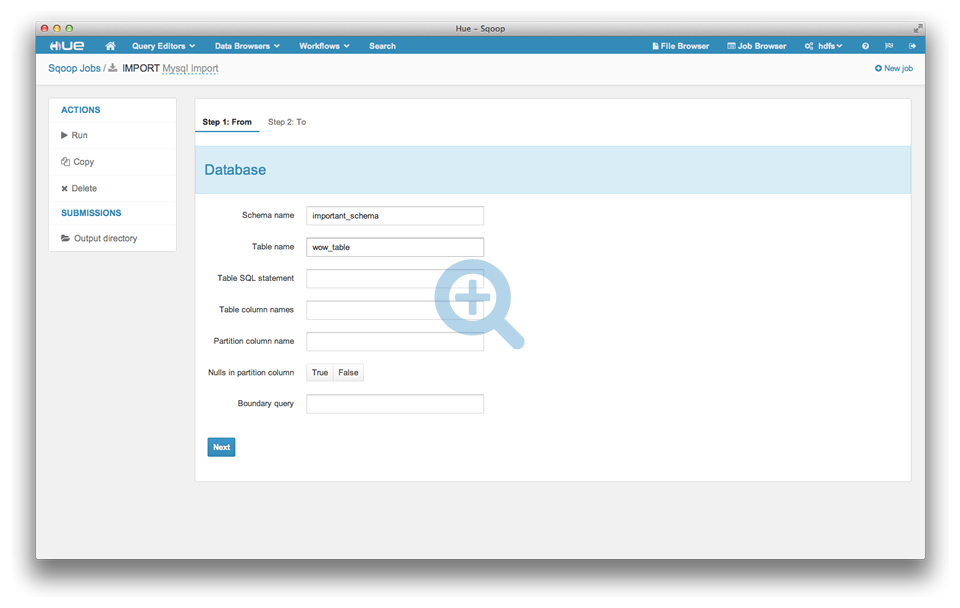 Hue – Sqoop
HUE Query Editors Data Browsers Workflows Search File Browser Job Browser hdfs
Sqoop Jobs / IMPORT Mysql Import New job
ACTIONS
Run
Copy
Delete
SUBMISSIONS
Output directory
Step 1: From Step 2: To
Database
Schema name important_schema
Table name wow_table
Table SQL statement
Table column names
Partition column name
Nulls in partition column True False
Boundary query
Next